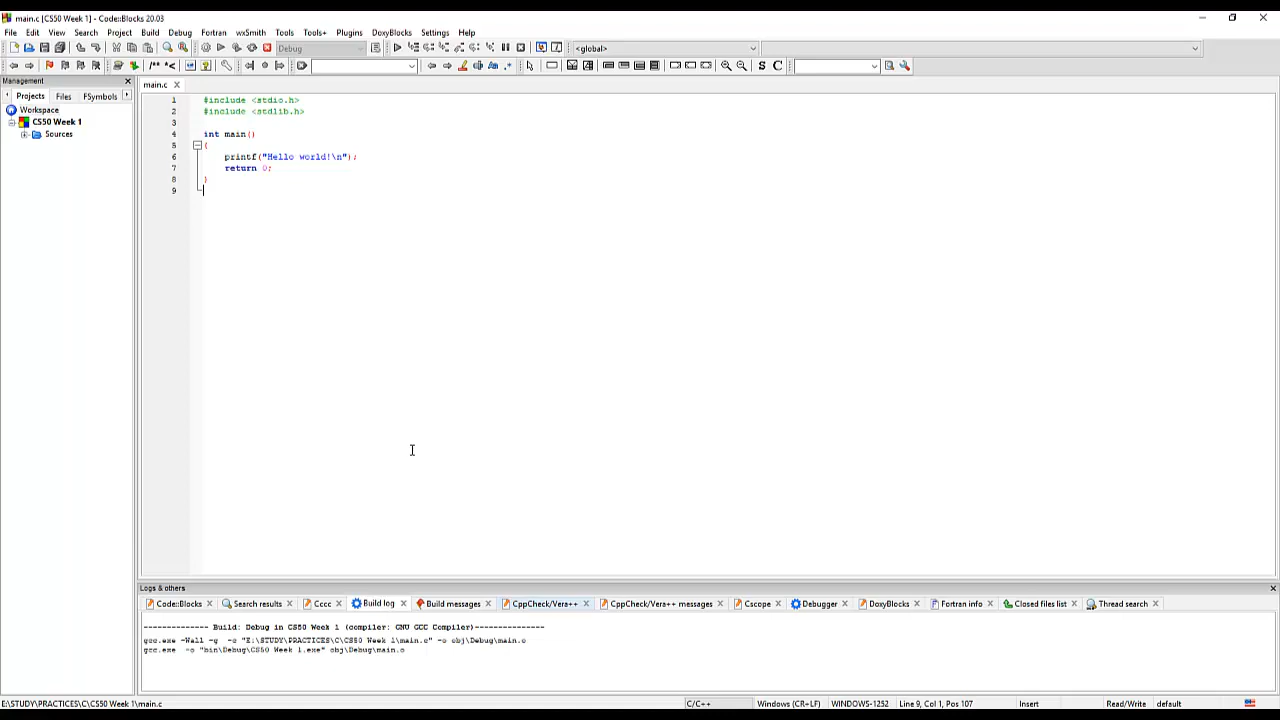 main.c [CS50 Week 1] - Code::Blocks 20.03
File Edit View Search Project Build Debug Fortran wxSmith Tools Tools+ Plugins DoxyBlocks Settings Help
Debug <global>
/** *<
S C
Management
Projects Files FSymbols
main.c
Workspace
CS50 Week 1
Sources
1 #include <stdio.h>
2 #include <stdlib.h>
3
4 int main()
5 {
6 printf("Hello world!\n");
7 return 0;
8 }
9
Logs & others
Code::Blocks Search results Cccc Build log Build messages CppCheck/Vera++ CppCheck/Vera++ messages Cscope Debugger DoxyBlocks Fortran info Closed files list Thread search
-------------- Build: Debug in CS50 Week 1 (compiler: GNU GCC Compiler)---------------
gcc.exe -Wall -g -c "E:\STUDY\PRACTICES\C\CS50 Week 1\main.c" -o obj\Debug\main.o
gcc.exe -o "bin\Debug\CS50 Week 1.exe" obj\Debug\main.o
E:\STUDY\PRACTICES\C\CS50 Week 1\main.c C/C++ Windows (CR+LF) WINDOWS-1252 Line 9, Col 1, Pos 107 Insert Read/Write default